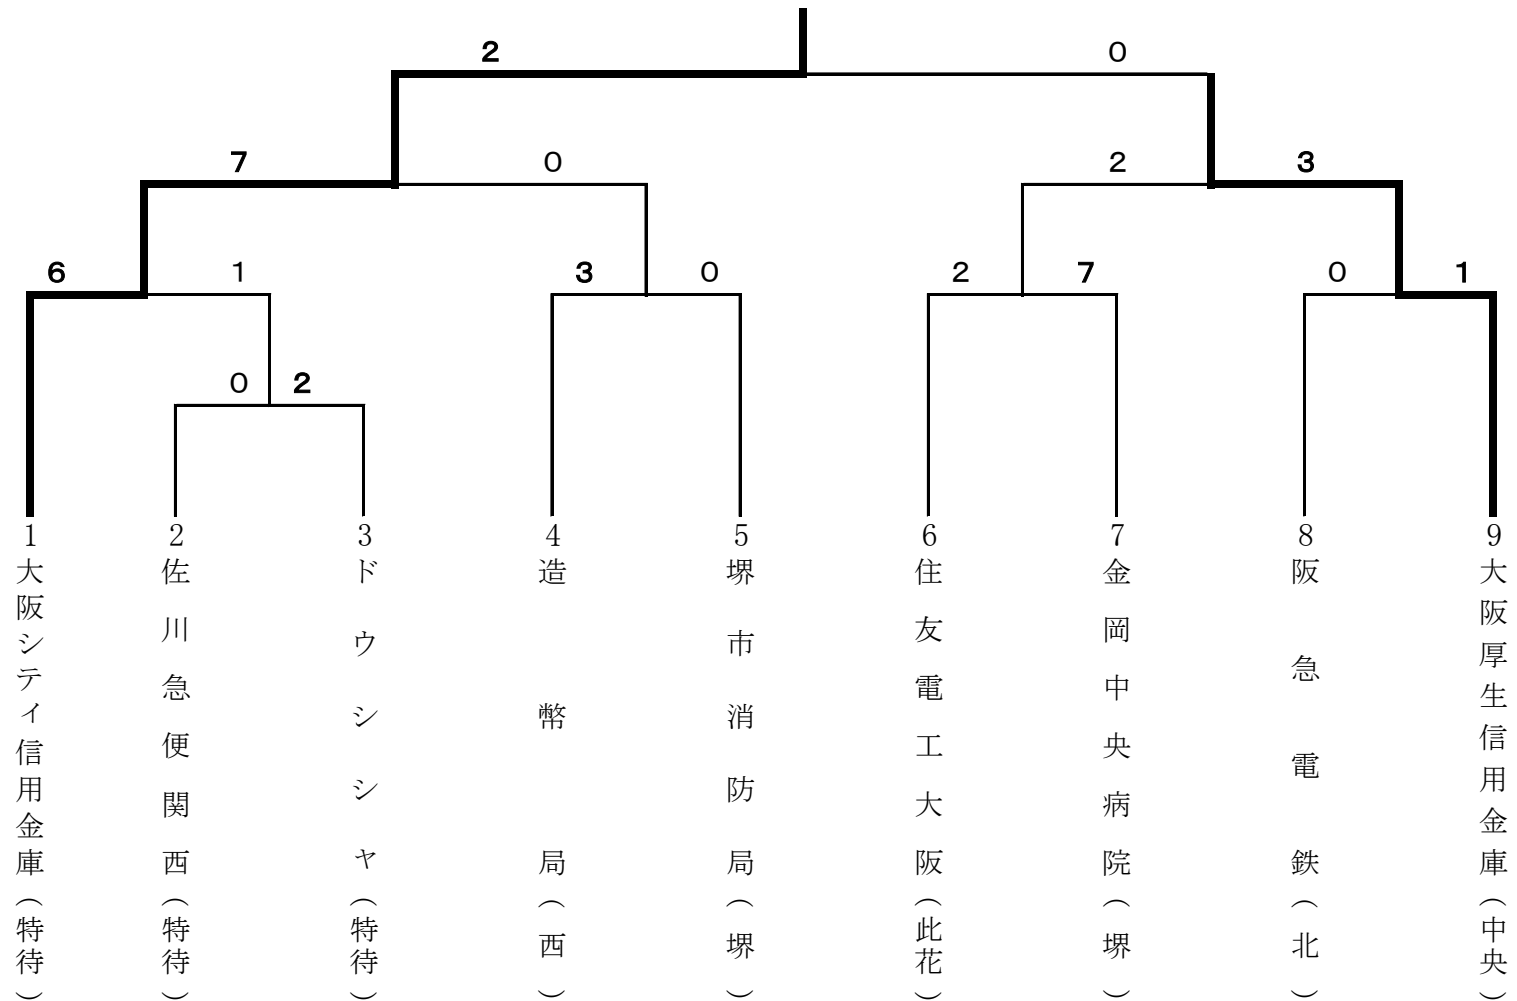 2 0
7 0 2 3
6 1 3 0 2 7 0 1
0 2
1 大阪シティ信用金庫(特待)
2 佐川急便関西(特待)
3 ドウシシャ(特待)
4 造幣局(西)
5 堺市消防局(堺)
6 住友電工大阪(此花)
7 金岡中央病院(堺)
8 阪急電鉄(北)
9 大阪厚生信用金庫(中央)